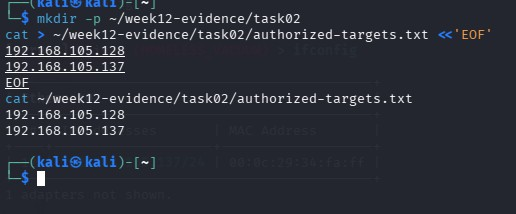 (kali㉿kali)-[~]
└─$ mkdir -p ~/week12-evidence/task02
cat > ~/week12-evidence/task02/authorized-targets.txt <<'EOF'
192.168.105.128
192.168.105.137
EOF
cat ~/week12-evidence/task02/authorized-targets.txt
192.168.105.128
192.168.105.137
┌──(kali㉿kali)-[~]
└─$